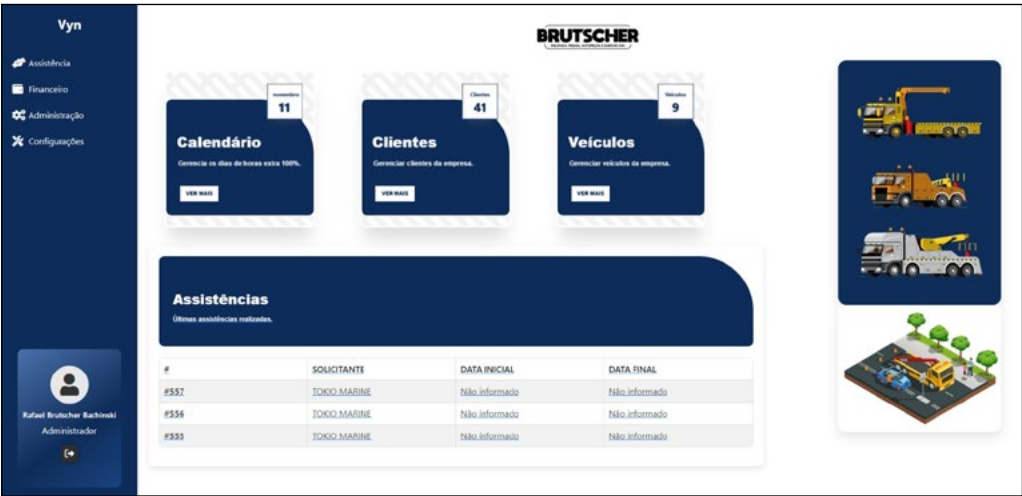 Vyn
Assistência
Financeiro
Administração
Configurações
Rafael Brutscher Bachinski
Administrador
BRUTSCHER
novembro
11
Calendário
Gerencia os dias de horas extra 100%.
VER MAIS
Clientes
41
Clientes
Gerenciar clientes da empresa.
VER MAIS
Veículos
9
Veículos
Gerenciar veículos da empresa.
VER MAIS
Assistências
Últimas assistências realizadas.
# SOLICITANTE DATA INICIAL DATA FINAL
#557 TOKIO MARINE Não informado Não informado
#556 TOKIO MARINE Não informado Não informado
#555 TOKIO MARINE Não informado Não informado